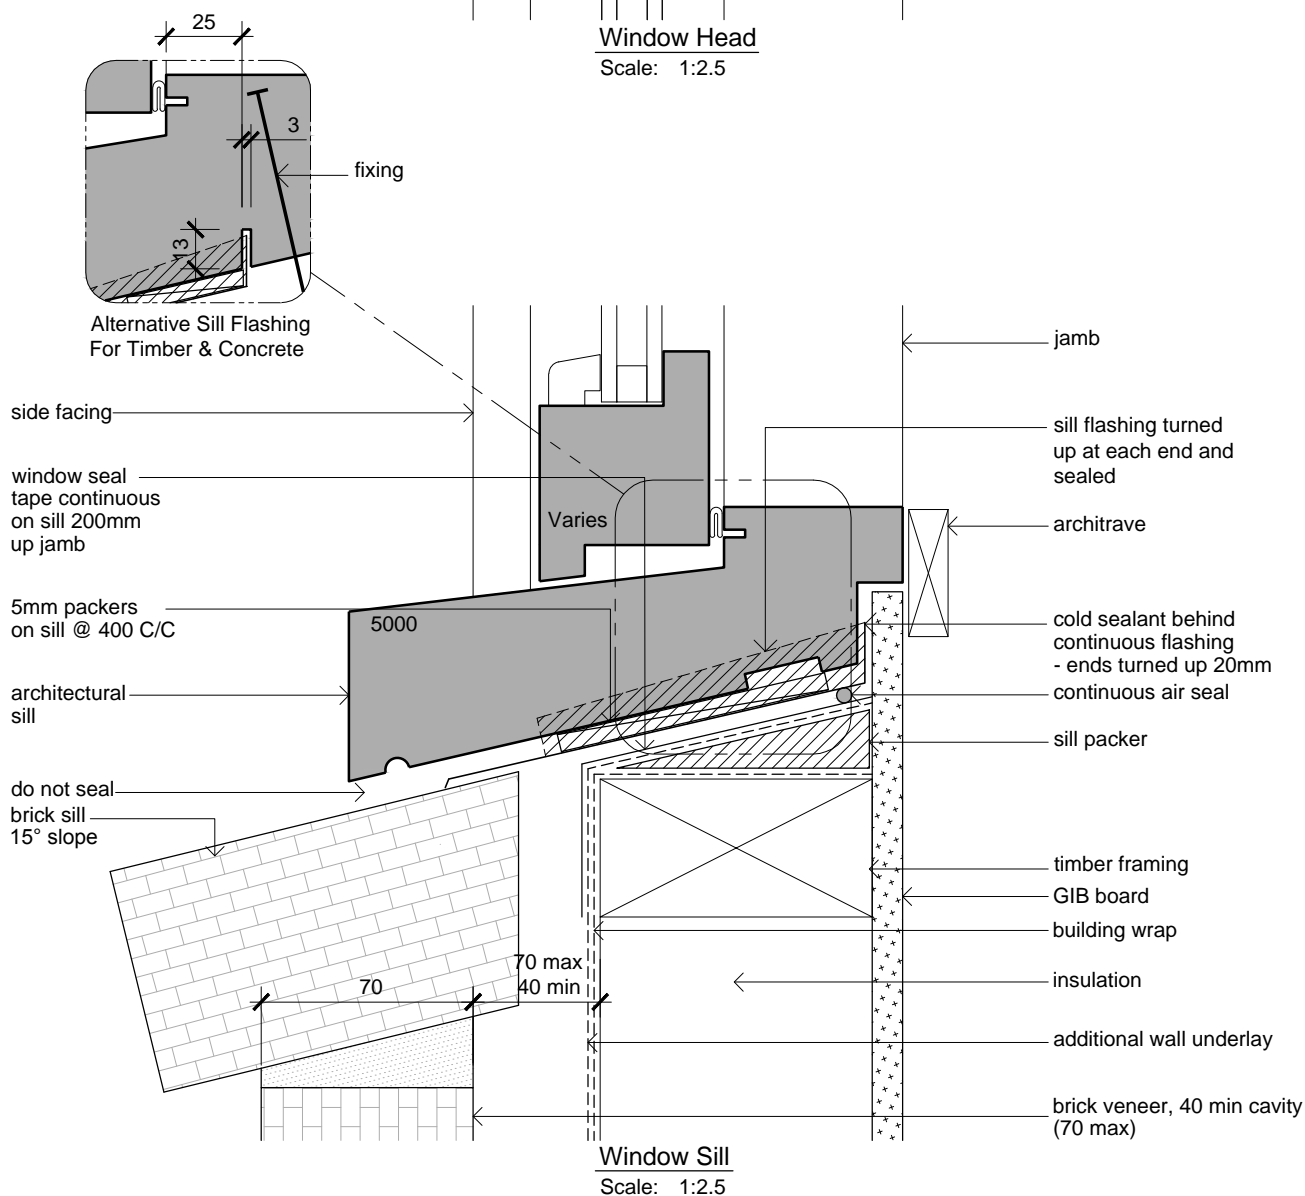 Window Head
Scale: 1:2.5
25
3
fixing
13
Alternative Sill Flashing
For Timber & Concrete
side facing
window seal
tape continuous
on sill 200mm
up jamb
5mm packers
on sill @ 400 C/C
architectural
sill
do not seal
brick sill
15° slope
Varies
5000
jamb
sill flashing turned
up at each end and
sealed
architrave
cold sealant behind
continuous flashing
- ends turned up 20mm
continuous air seal
sill packer
timber framing
GIB board
building wrap
insulation
additional wall underlay
brick veneer, 40 min cavity
(70 max)
70
70 max
40 min
Window Sill
Scale: 1:2.5